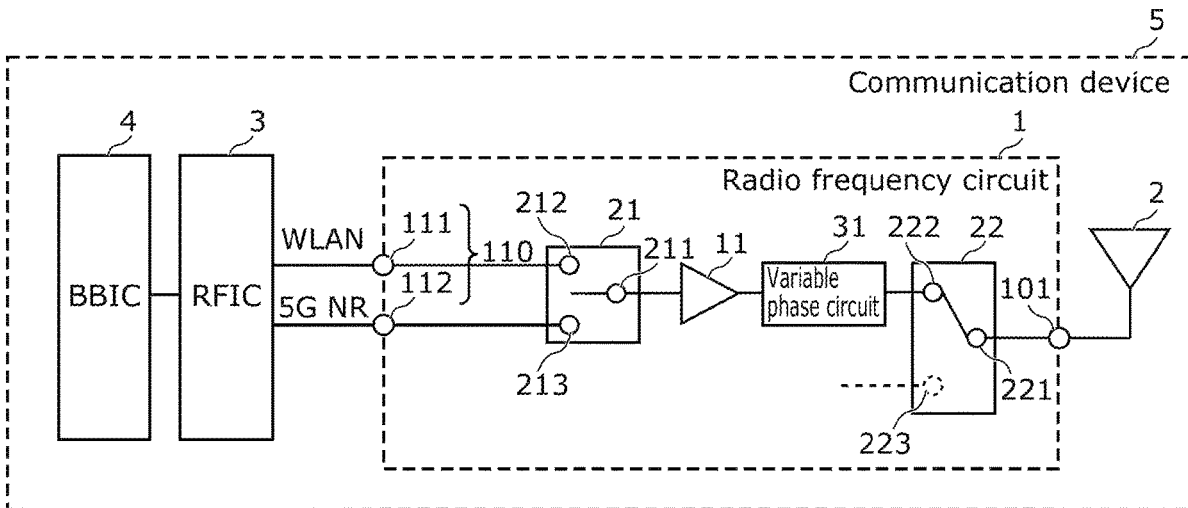 5
Communication device
4
3
1
Radio frequency circuit
2
WLAN
111
110
212
21
211
11
31
222
22
101
BBIC
RFIC
Variable
phase circuit
5G NR
112
213
221
223